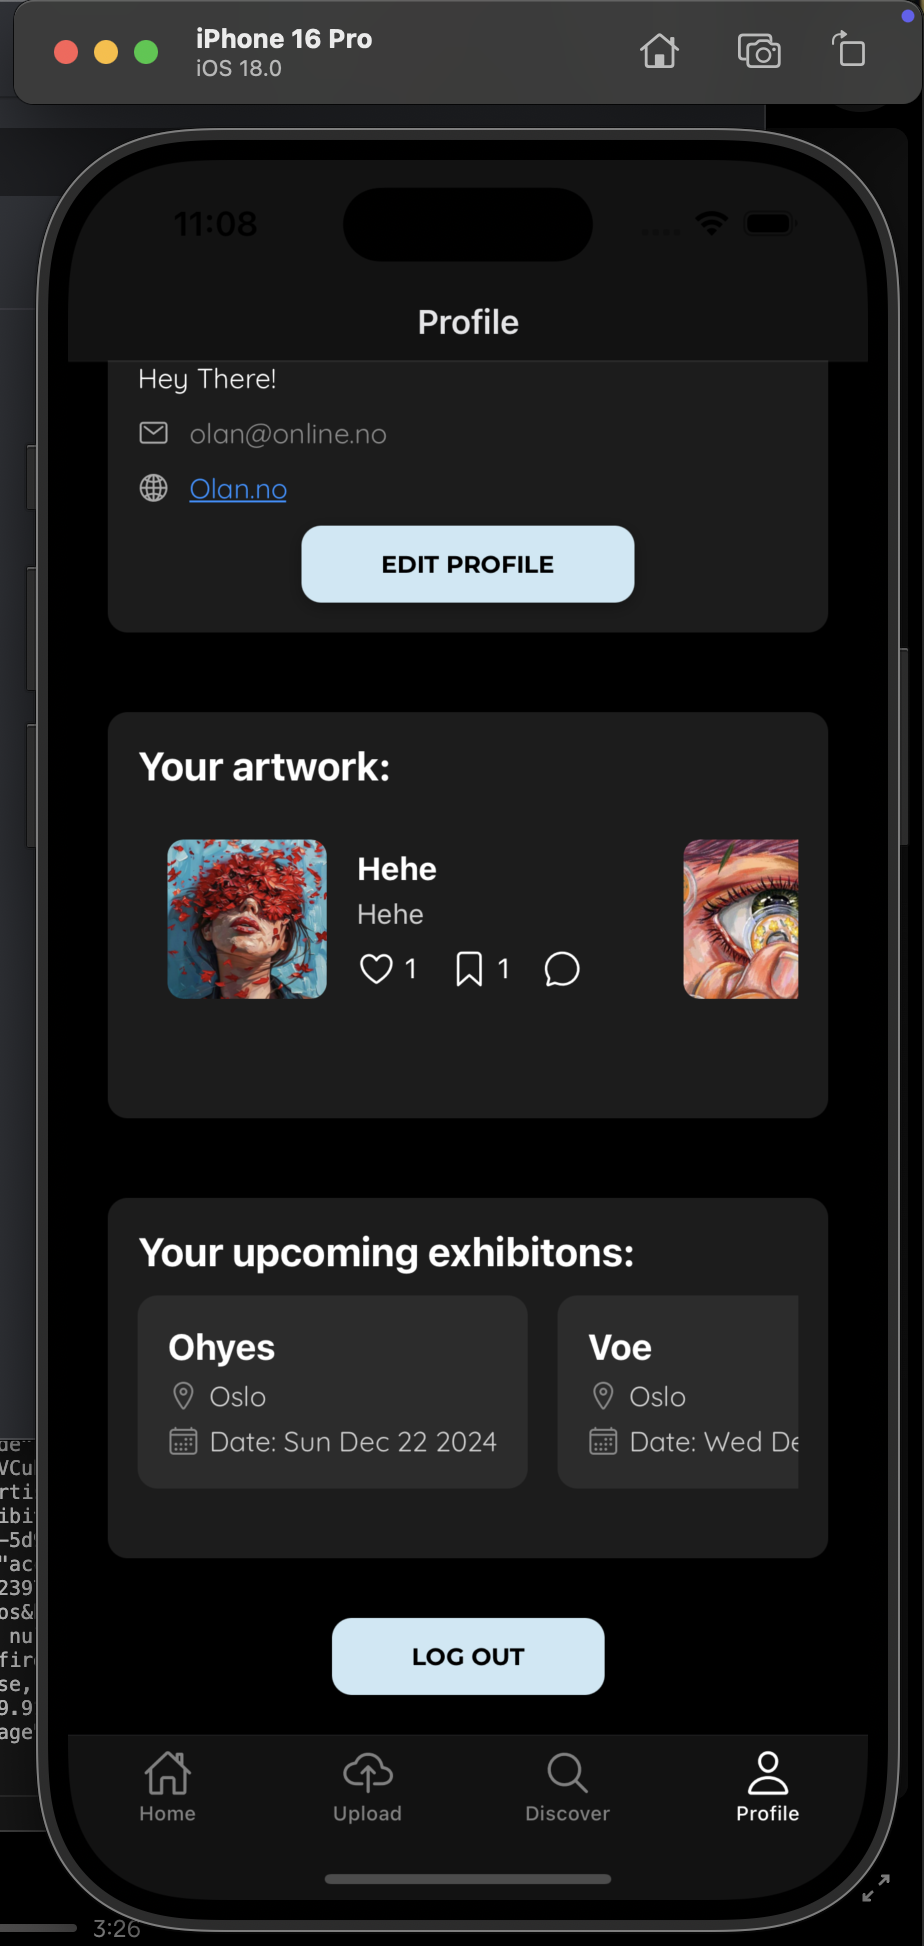 iPhone 16 Pro
iOS 18.0
11:08
Profile
Hey There!
olan@online.no
Olan.no
EDIT PROFILE
Your artwork:
Hehe
Hehe
1 1
Your upcoming exhibitons:
Ohyes
Oslo
Date: Sun Dec 22 2024
Voe
Oslo
Date: Wed De
LOG OUT
Home
Upload
Discover
Profile
de"
VCu
rti
ibi
-5d
"ac
239
os&
nu
fir
se,
9.9
age
3:26